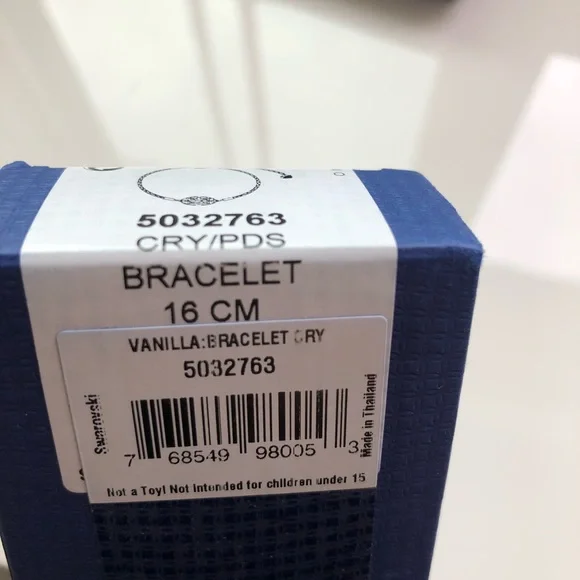 5032763
CRY/PDS
BRACELET
16 CM
VANILLA:BRACELET CRY
5032763
Swarovski
7 68549 98005 3
Made in Thailand
Not a Toy! Not Intended for children under 15